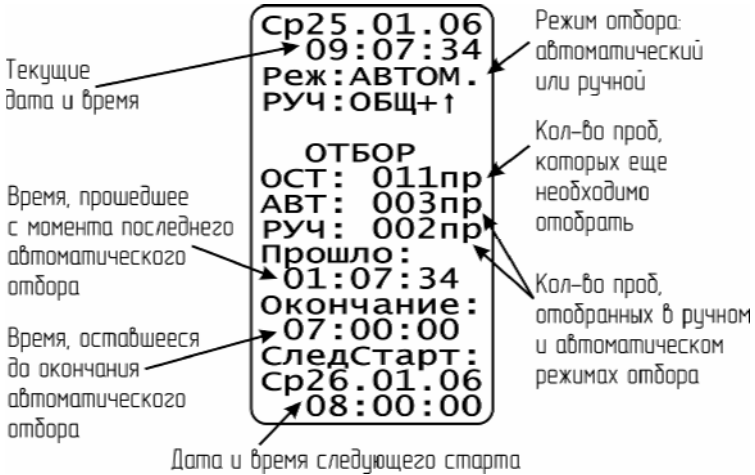 Ср25.01.06
09:07:34
Реж:АВТОМ.
РУЧ:ОБЩ+↑
ОТБОР
ОСТ: 011пр
АВТ: 003пр
РУЧ: 002пр
Прошло:
01:07:34
Окончание:
07:00:00
СледСтарт:
Ср26.01.06
08:00:00
Текущие
дата и время
Время, прошедшее
с момента последнего
автоматического
отбора
Время, оставшееся
до окончания
автоматического
отбора
Режим отбора:
автоматический
или ручной
Кол-во проб,
которых еще
необходимо
отобрать
Кол-во проб,
отобранных в ручном
и автоматическом
режимах отбора
Дата и время следующего старта